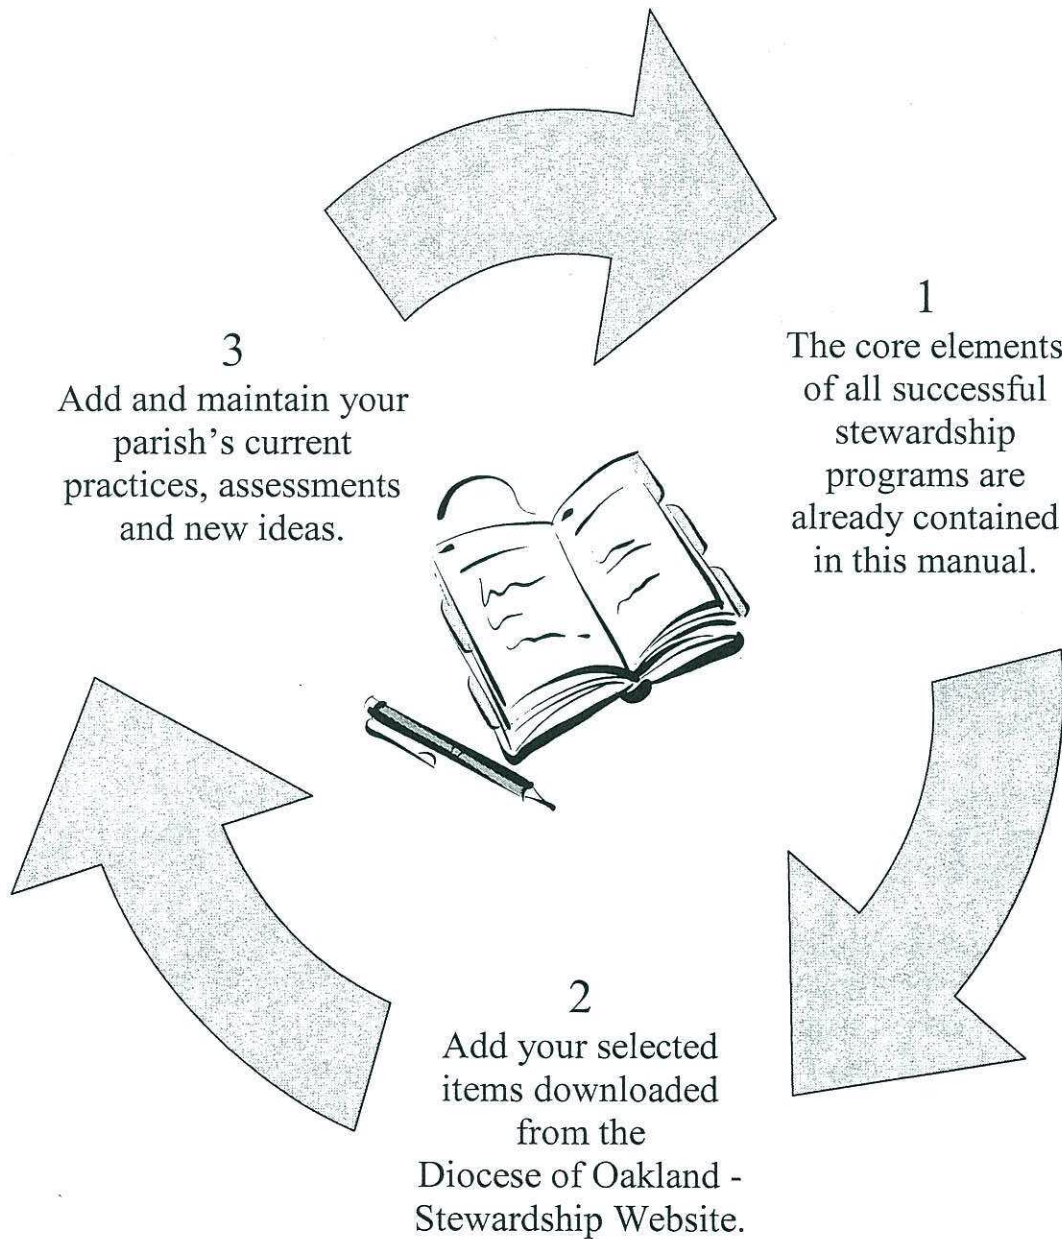 1
The core elements
of all successful
stewardship
programs are
already contained
in this manual.
2
Add your selected
items downloaded
from the
Diocese of Oakland -
Stewardship Website.
3
Add and maintain your
parish's current
practices, assessments
and new ideas.